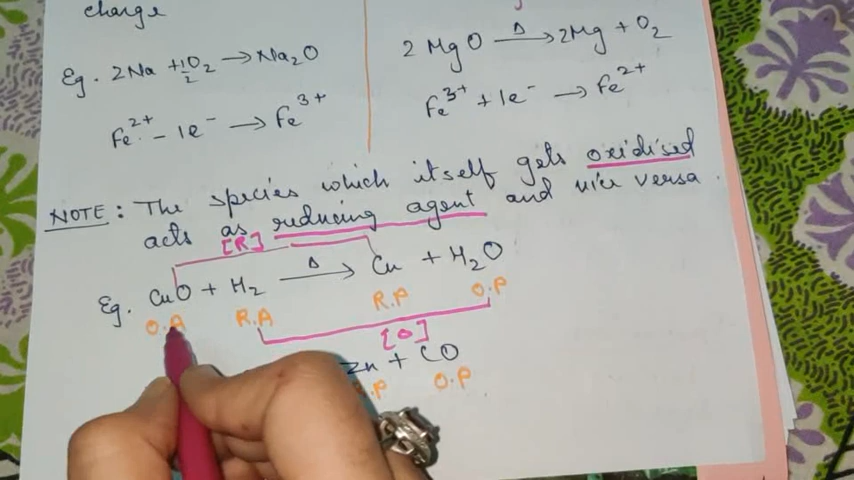 charge
Eg. 2Na + 1/2 O₂ → Na₂O
Fe²⁺ - 1e⁻ → Fe³⁺
2 MgO —Δ→ 2Mg + O₂
Fe³⁺ + 1e⁻ → Fe²⁺
NOTE: The species which itself gets oxidised
acts as reducing agent and vice versa.
[R]
Eg. CuO + H₂ —Δ→ Cu + H₂O
O.A R.A R.P O.P
[O]
Zn + CO
.P O.P